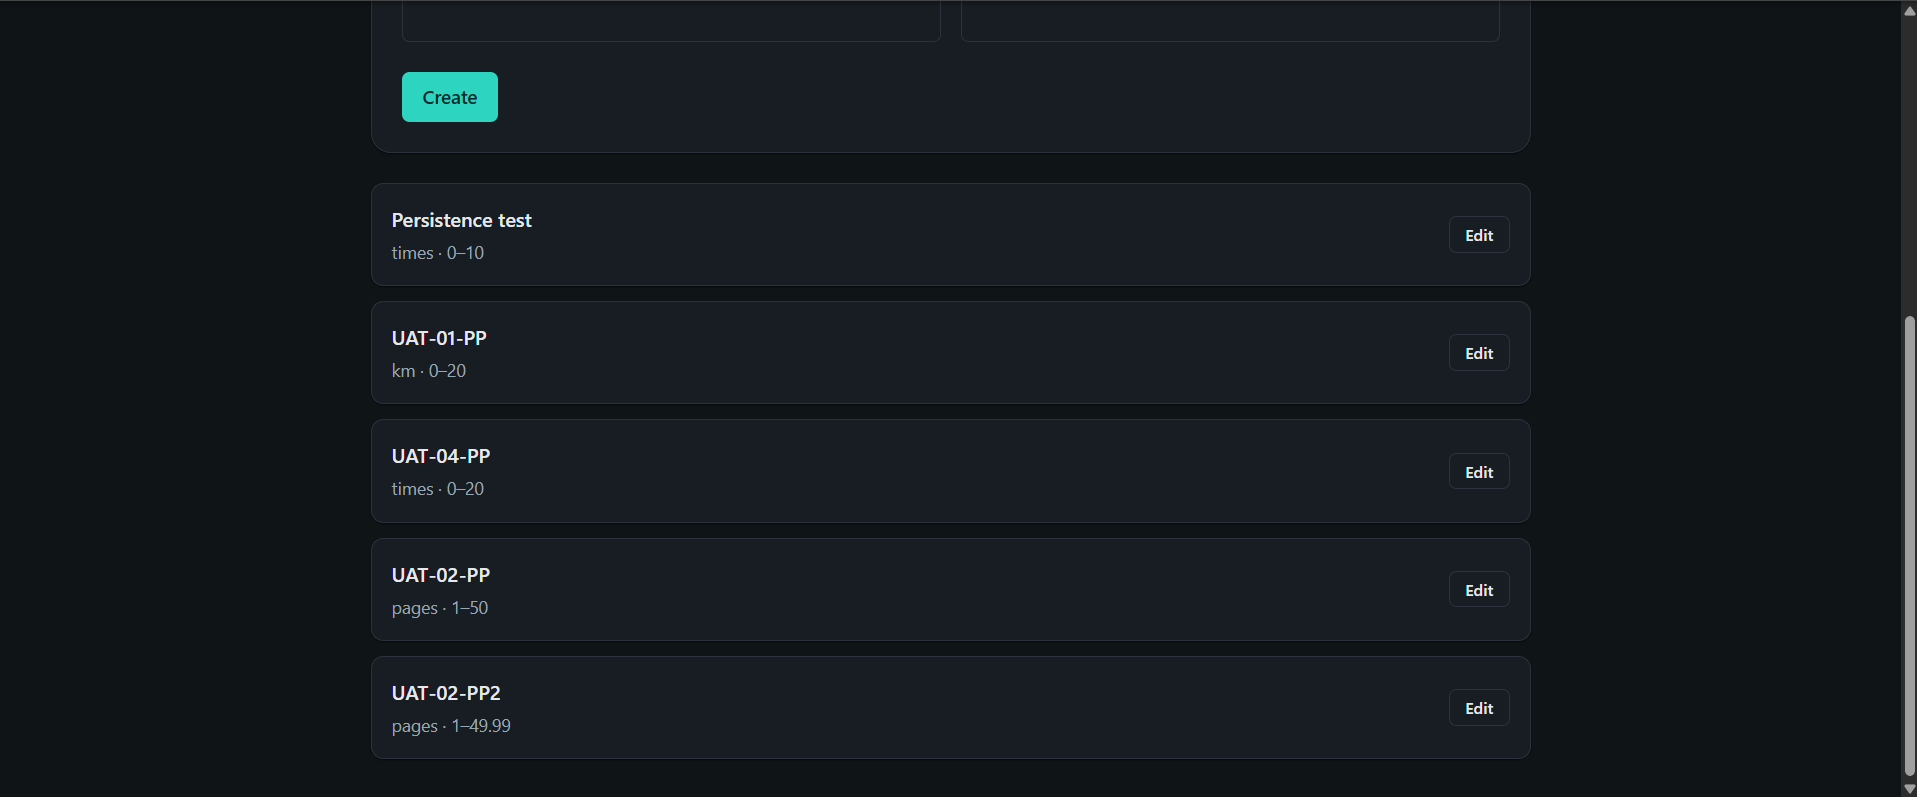 Create
Persistence test
times · 0–10
Edit
UAT-01-PP
km · 0–20
Edit
UAT-04-PP
times · 0–20
Edit
UAT-02-PP
pages · 1–50
Edit
UAT-02-PP2
pages · 1–49.99
Edit